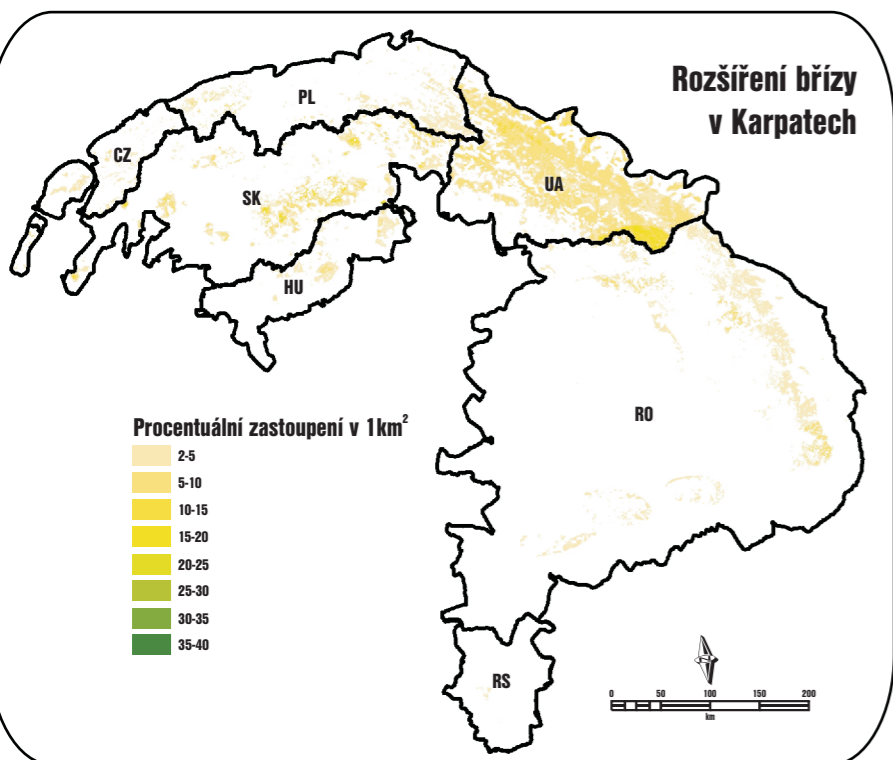 Rozšíření břízy
v Karpatech
PL
CZ
UA
SK
HU
RO
RS
Procentuální zastoupení v 1km²
2-5
5-10
10-15
15-20
20-25
25-30
30-35
35-40
0 50 100 150 200
km